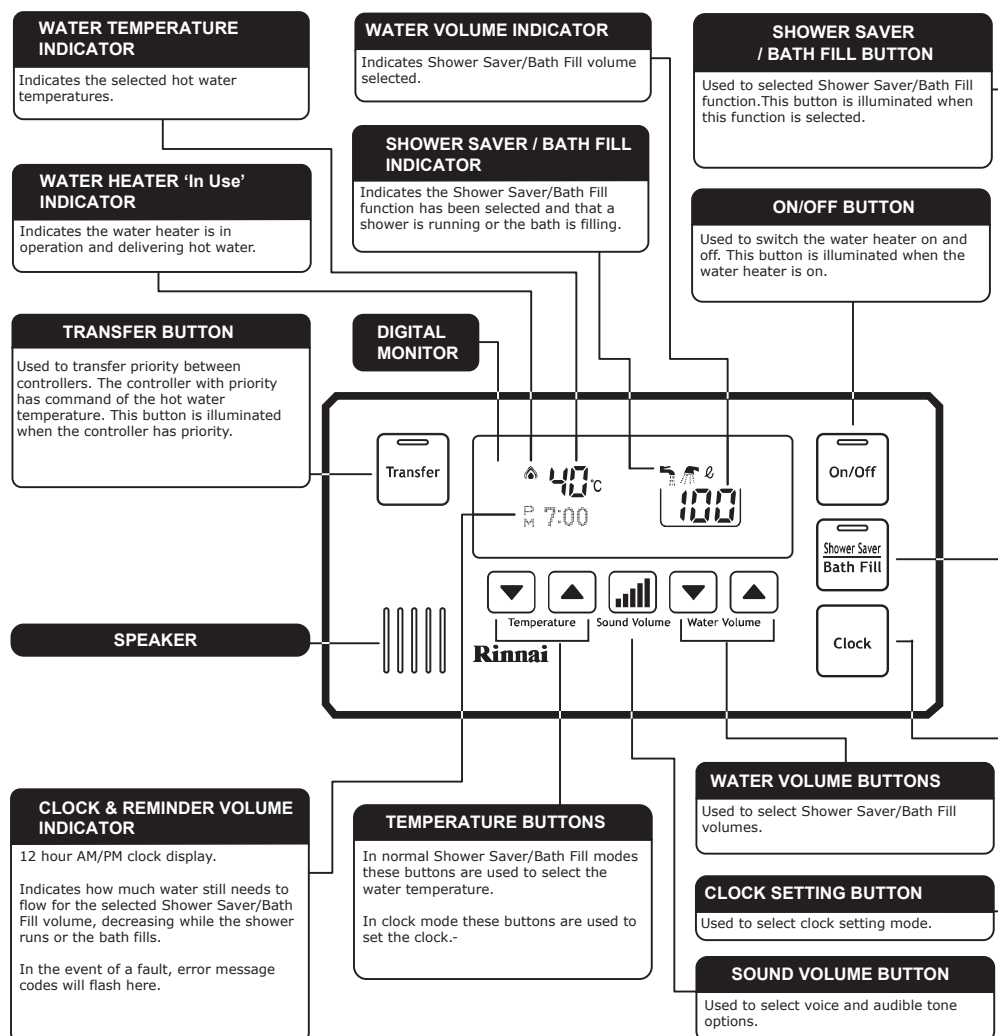 WATER TEMPERATURE
INDICATOR
Indicates the selected hot water
temperatures.
WATER VOLUME INDICATOR
Indicates Shower Saver/Bath Fill volume
selected.
SHOWER SAVER
/ BATH FILL BUTTON
Used to selected Shower Saver/Bath Fill
function.This button is illuminated when
this function is selected.
SHOWER SAVER / BATH FILL
INDICATOR
Indicates the Shower Saver/Bath Fill
function has been selected and that a
shower is running or the bath is filling.
WATER HEATER ‘In Use’
INDICATOR
Indicates the water heater is in
operation and delivering hot water.
ON/OFF BUTTON
Used to switch the water heater on and
off. This button is illuminated when the
water heater is on.
TRANSFER BUTTON
Used to transfer priority between
controllers. The controller with priority
has command of the hot water
temperature. This button is illuminated
when the controller has priority.
DIGITAL
MONITOR
Transfer
40°C
PM 7:00
ℓ
100
On/Off
Shower Saver
Bath Fill
Clock
Temperature
Sound Volume
Water Volume
Rinnai
SPEAKER
CLOCK & REMINDER VOLUME
INDICATOR
12 hour AM/PM clock display.
Indicates how much water still needs to
flow for the selected Shower Saver/Bath
Fill volume, decreasing while the shower
runs or the bath fills.
In the event of a fault, error message
codes will flash here.
TEMPERATURE BUTTONS
In normal Shower Saver/Bath Fill modes
these buttons are used to select the
water temperature.
In clock mode these buttons are used to
set the clock.-
WATER VOLUME BUTTONS
Used to select Shower Saver/Bath Fill
volumes.
CLOCK SETTING BUTTON
Used to select clock setting mode.
SOUND VOLUME BUTTON
Used to select voice and audible tone
options.